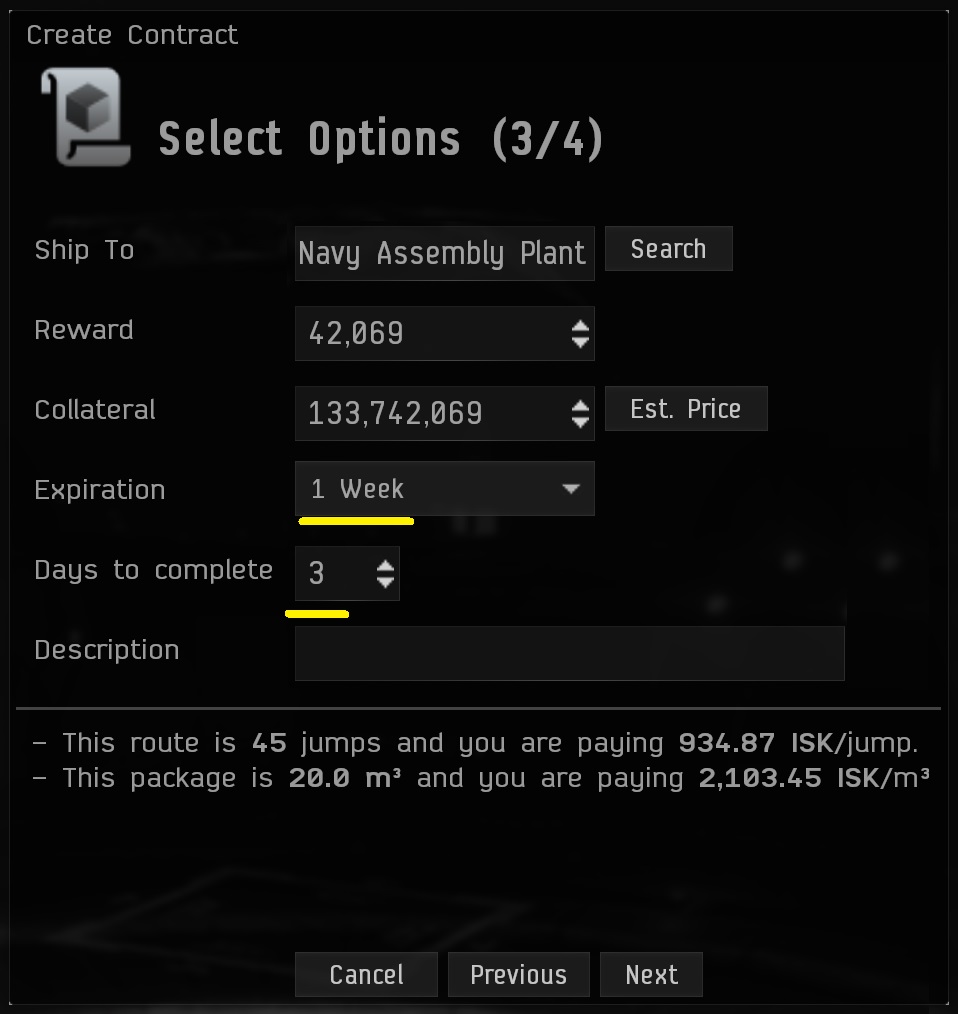 Create Contract
Select Options (3/4)
Ship To Navy Assembly Plant Search
Reward 42,069
Collateral 133,742,069 Est. Price
Expiration 1 Week
Days to complete 3
Description
– This route is 45 jumps and you are paying 934.87 ISK/jump.
– This package is 20.0 m³ and you are paying 2,103.45 ISK/m³
Cancel Previous Next